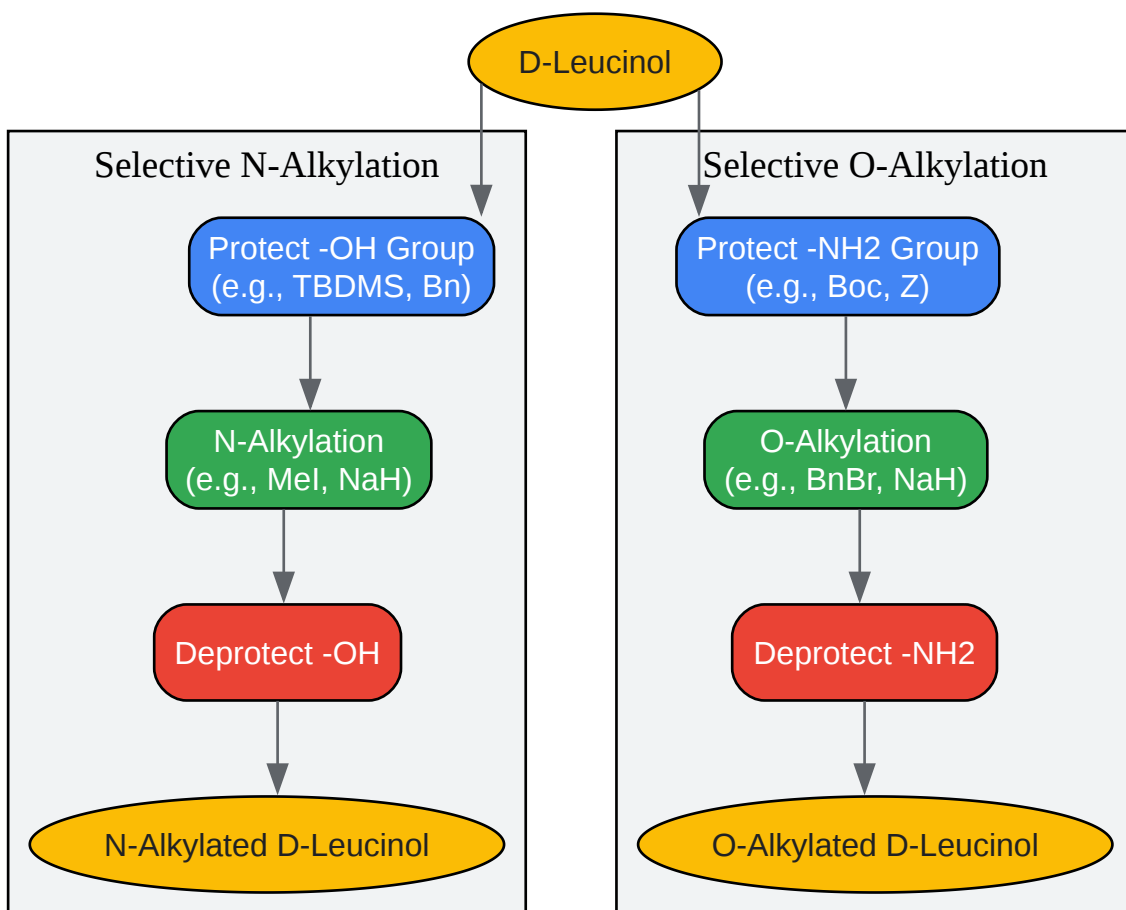 D-Leucinol
Selective N-Alkylation
Protect -OH Group
(e.g., TBDMS, Bn)
N-Alkylation
(e.g., MeI, NaH)
Deprotect -OH
N-Alkylated D-Leucinol
Selective O-Alkylation
Protect -NH2 Group
(e.g., Boc, Z)
O-Alkylation
(e.g., BnBr, NaH)
Deprotect -NH2
O-Alkylated D-Leucinol